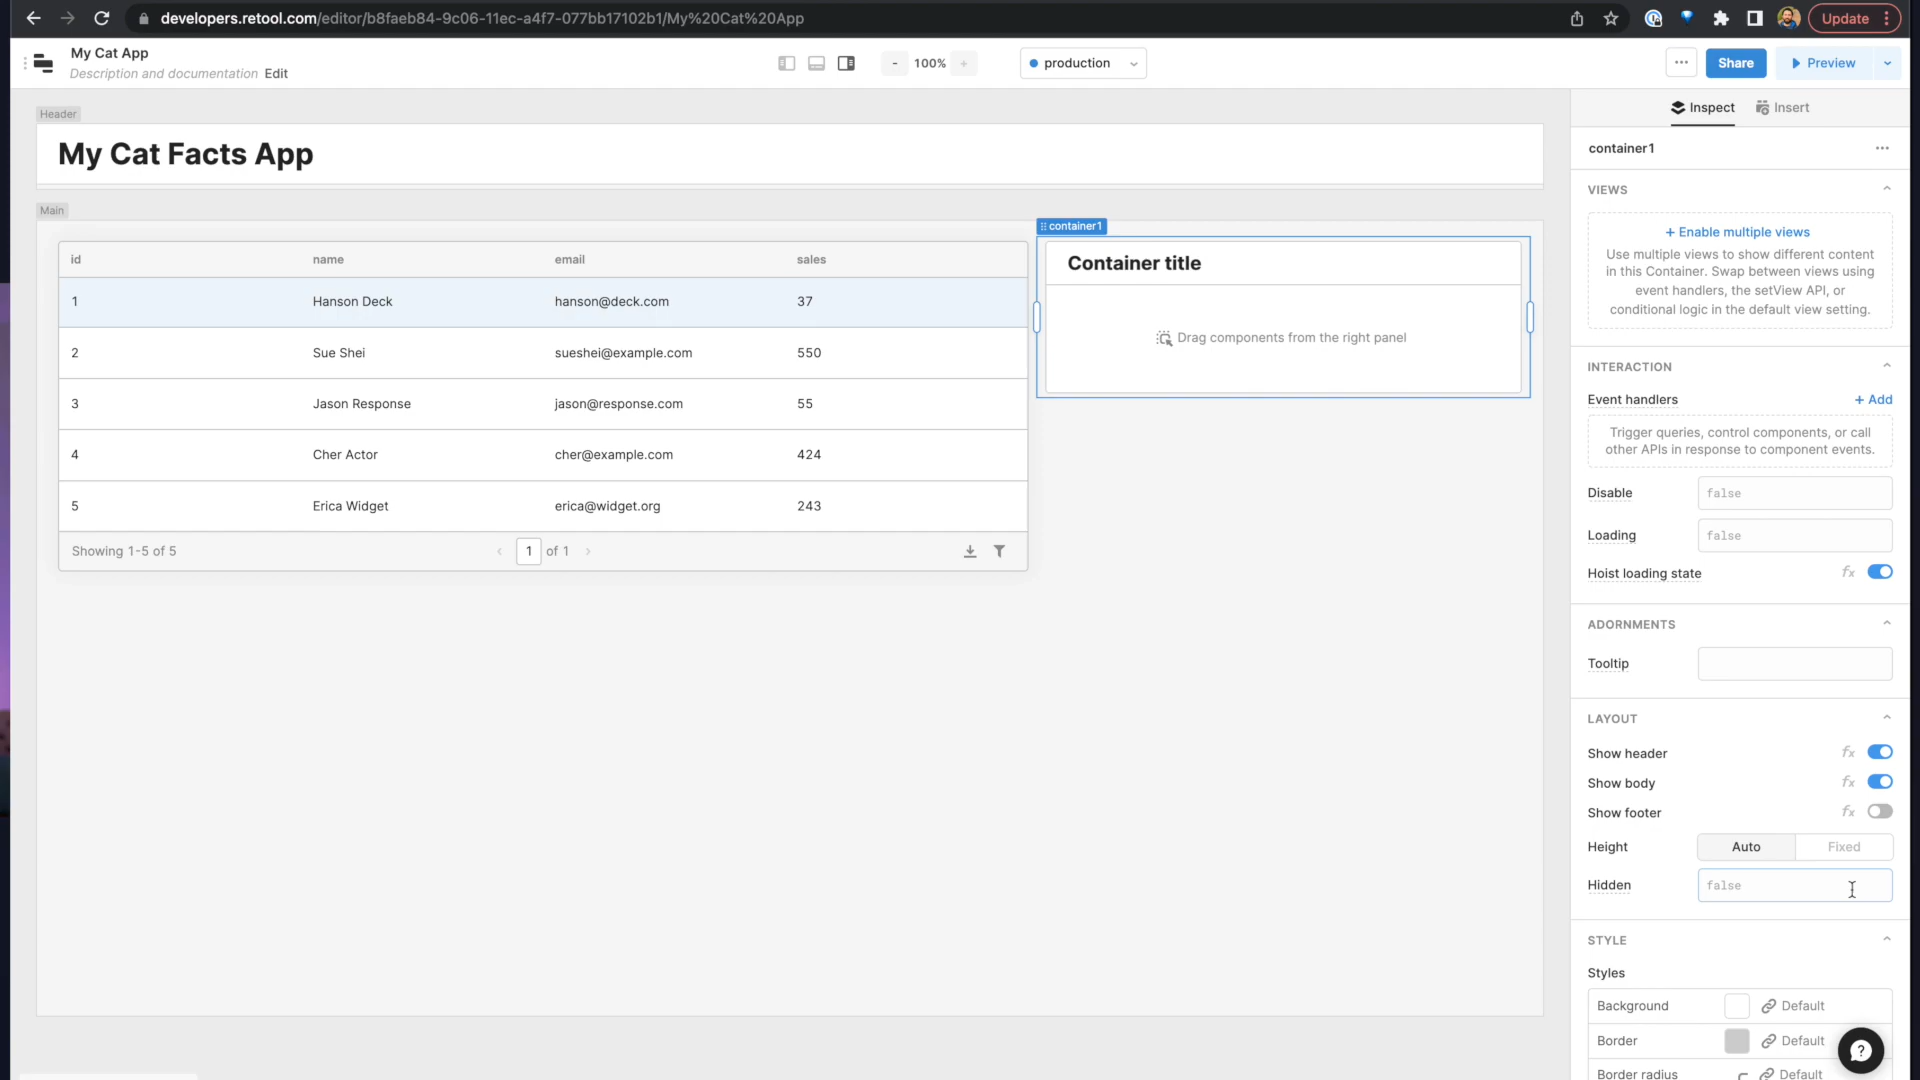 developers.retool.com/editor/b8faeb84-9c06-11ec-a4f7-077bb17102b1/My%20Cat%20App
Update
My Cat App
Description and documentation Edit
- 100% +
production
Share
Preview
Inspect
Insert
Header
My Cat Facts App
Main
id name email sales
1 Hanson Deck hanson@deck.com 37
2 Sue Shei sueshei@example.com 550
3 Jason Response jason@response.com 55
4 Cher Actor cher@example.com 424
5 Erica Widget erica@widget.org 243
Showing 1-5 of 5
1 of 1
container1
Container title
Drag components from the right panel
container1
VIEWS
+ Enable multiple views
Use multiple views to show different content
in this Container. Swap between views using
event handlers, the setView API, or
conditional logic in the default view setting.
INTERACTION
Event handlers + Add
Trigger queries, control components, or call
other APIs in response to component events.
Disable false
Loading false
Hoist loading state fx
ADORNMENTS
Tooltip
LAYOUT
Show header fx
Show body fx
Show footer fx
Height Auto Fixed
Hidden false
STYLE
Styles
Background Default
Border Default
Border radius Default
?